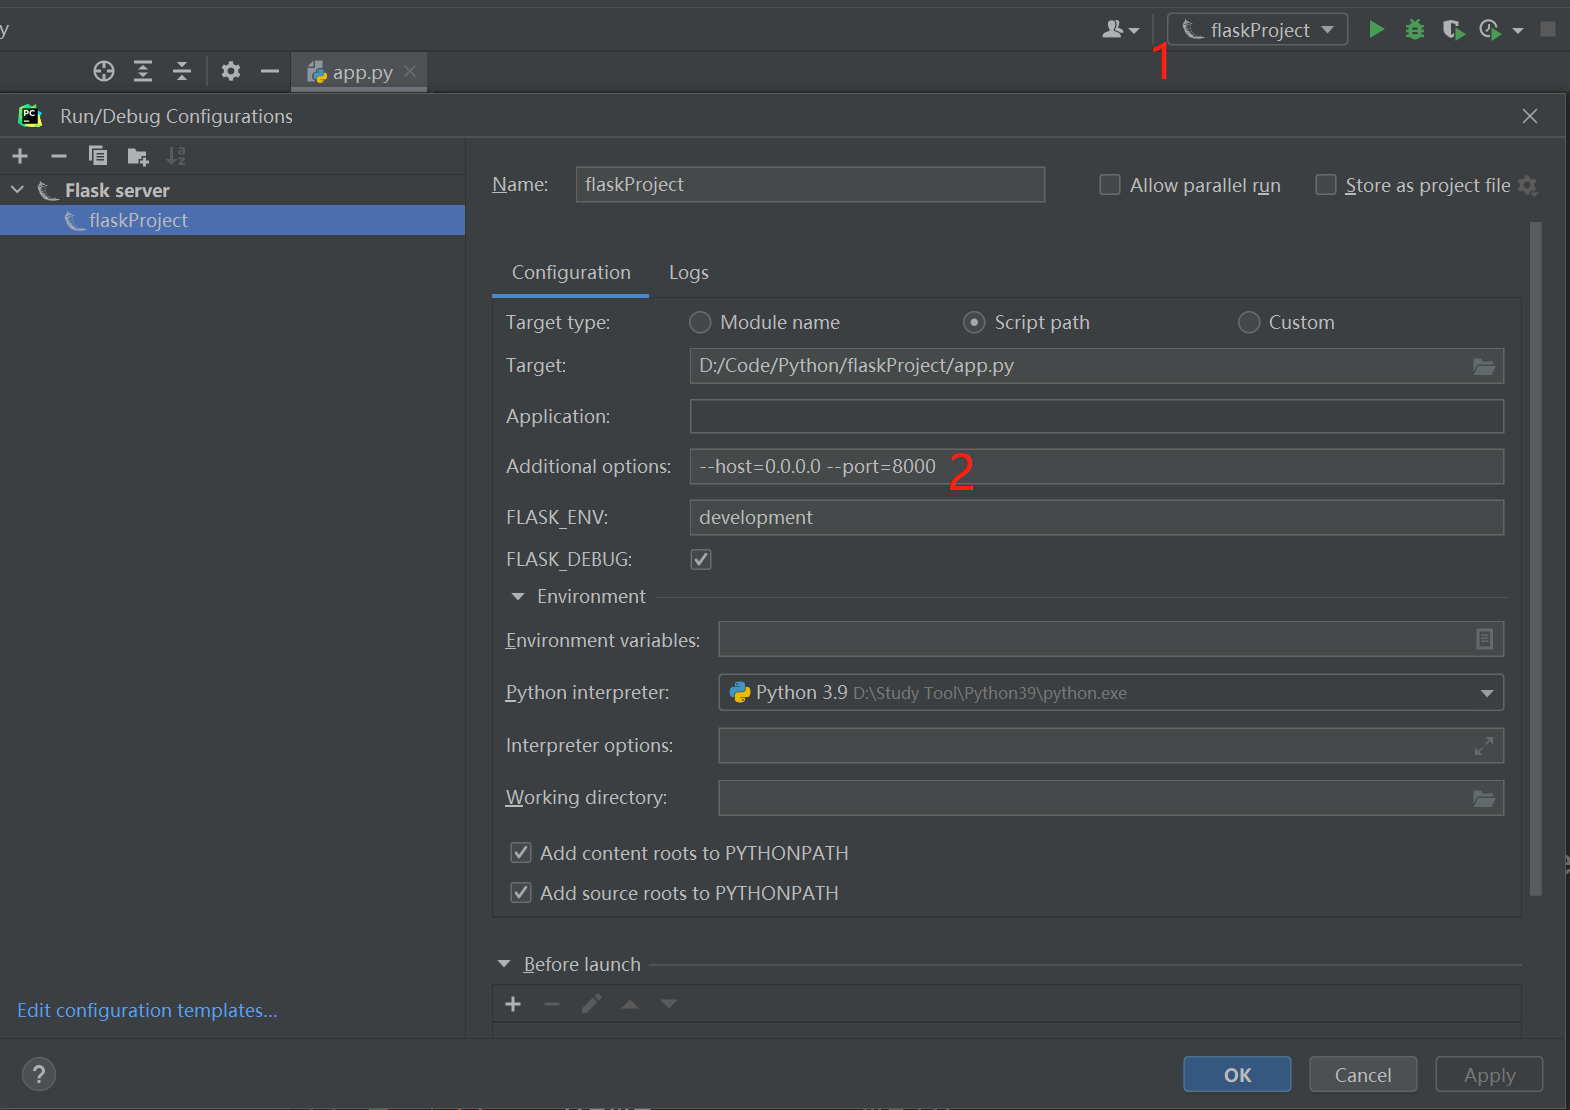 y
flaskProject
1
app.py
PC
Run/Debug Configurations
Flask server
flaskProject
Name: flaskProject
Allow parallel run
Store as project file
Configuration Logs
Target type: Module name Script path Custom
Target: D:/Code/Python/flaskProject/app.py
Application:
Additional options: --host=0.0.0.0 --port=8000 2
FLASK_ENV: development
FLASK_DEBUG:
Environment
Environment variables:
Python interpreter: Python 3.9 D:\Study Tool\Python39\python.exe
Interpreter options:
Working directory:
Add content roots to PYTHONPATH
Add source roots to PYTHONPATH
Before launch
Edit configuration templates...
? OK Cancel Apply